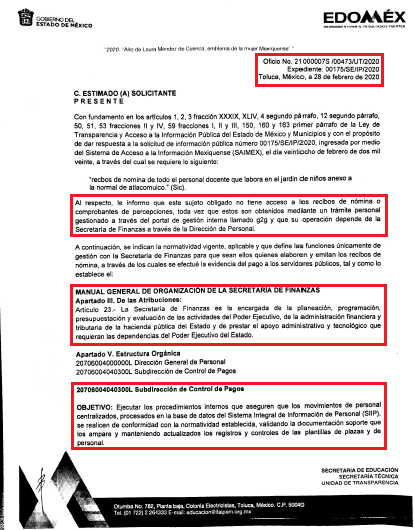 GOBIERNO DEL
ESTADO DE MÉXICO
EDOMÉX
DECISIONES FIRMES, RESULTADOS FUERTES.
"2020. "Año de Laura Méndez de Cuenca, emblema de la mujer Mexiquense"
Oficio No. 21000007S /00473/UT/2020
Expediente: 00175/SE/IP/2020
Toluca, México, a 28 de febrero de 2020
C. ESTIMADO (A) SOLICITANTE
P R E S E N T E
Con fundamento en los artículos 1, 2, 3 fracción XXXIX, XLIV, 4 segundo párrafo, 12 segundo párrafo,
50, 51, 53 fracciones II y IV, 59 fracciones I, II y III, 150, 160 y 163 primer párrafo de la Ley de
Transparencia y Acceso a la Información Pública del Estado de México y Municipios y con el propósito
de dar respuesta a la solicitud de información pública número 00175/SE/IP/2020, ingresada por medio
del Sistema de Acceso a la Información Mexiquense (SAIMEX), el día veintiocho de febrero de dos mil
veinte, a través del cual se requiere lo siguiente:
"recbos de nomina de todo el personal docente que labora en el jardin de niños anexo a
la normal de atlacomulco." (Sic).
Al respecto, le informo que este sujeto obligado no tiene acceso a los recibos de nómina o
comprobantes de percepciones, toda vez que estos son obtenidos mediante un trámite personal
gestionado a través del portal de gestión interna llamado g2g y que su operación depende de la
Secretaría de Finanzas a través de la Dirección de Personal.
A continuación, se indican la normatividad vigente, aplicable y que define las funciones únicamente de
gestión con la Secretaría de Finanzas para que sean ellos quienes elaboren y emitan los recibos de
nómina, a través de los cuales se efectué la evidencia del pago a los servidores públicos, tal y como lo
establece el:
MANUAL GENERAL DE ORGANIZACIÓN DE LA SECRETARÍA DE FINANZAS
Apartado III. De las Atribuciones:
Artículo 23.- La Secretaría de Finanzas es la encargada de la planeación, programación,
presupuestación y evaluación de las actividades del Poder Ejecutivo, de la administración financiera y
tributaria de la hacienda pública del Estado y de prestar el apoyo administrativo y tecnológico que
requieran las dependencias del Poder Ejecutivo del Estado.
Apartado V. Estructura Orgánica
20706004000000L Dirección General de Personal
20706004040300L Subdirección de Control de Pagos
20706004040300L Subdirección de Control de Pagos
OBJETIVO: Ejecutar los procedimientos internos que aseguren que los movimientos de personal
centralizados, procesados en la base de datos del Sistema Integral de Información de Personal (SIIP),
se realicen de conformidad con la normatividad establecida, validando la documentación soporte que
los ampare y manteniendo actualizados los registros y controles de las plantillas de plazas y de
personal.
SECRETARÍA DE EDUCACIÓN
SECRETARÍA TÉCNICA
UNIDAD DE TRANSPARENCIA
Otumba No. 782, Planta baja, Colonia Electricistas, Toluca, México. C.P. 50040
Tel. (01 722) 2 264333 E-mail: educacion@itaipem.org.mx